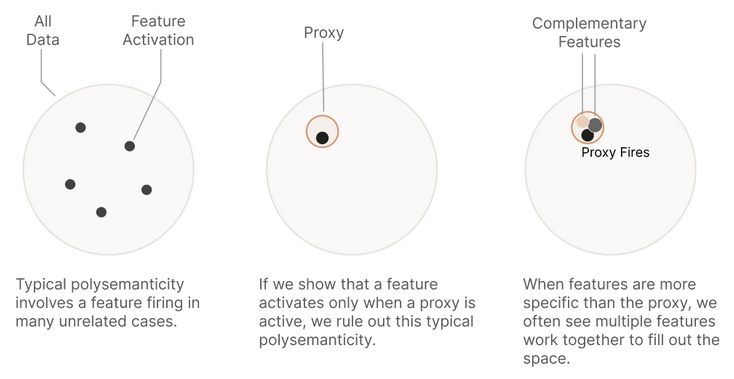 All
Data
Feature
Activation
Typical polysemanticity
involves a feature firing in
many unrelated cases.
Proxy
If we show that a feature
activates only when a proxy is
active, we rule out this typical
polysemanticity.
Complementary
Features
Proxy Fires
When features are more
specific than the proxy, we
often see multiple features
work together to fill out the
space.